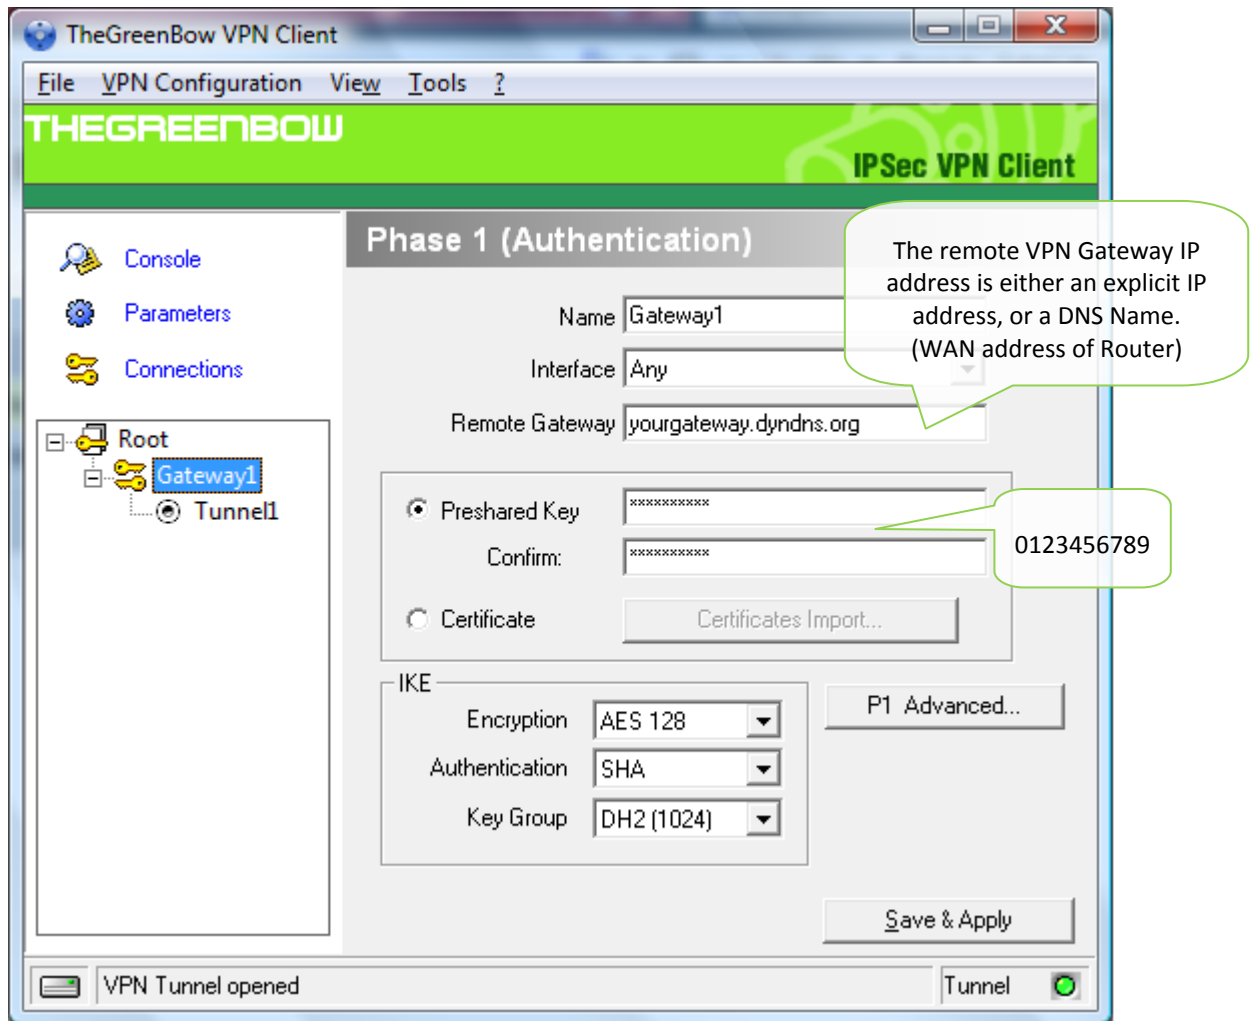 TheGreenBow VPN Client
File VPN Configuration View Tools ?
THEGREENBOW
IPSec VPN Client
Console
Parameters
Connections
Root
Gateway1
Tunnel1
Phase 1 (Authentication)
The remote VPN Gateway IP
address is either an explicit IP
address, or a DNS Name.
(WAN address of Router)
Name Gateway1
Interface Any
Remote Gateway yourgateway.dyndns.org
Preshared Key **********
0123456789
Confirm: **********
Certificate Certificates Import...
IKE
Encryption AES 128
P1 Advanced...
Authentication SHA
Key Group DH2 (1024)
Save & Apply
VPN Tunnel opened
Tunnel